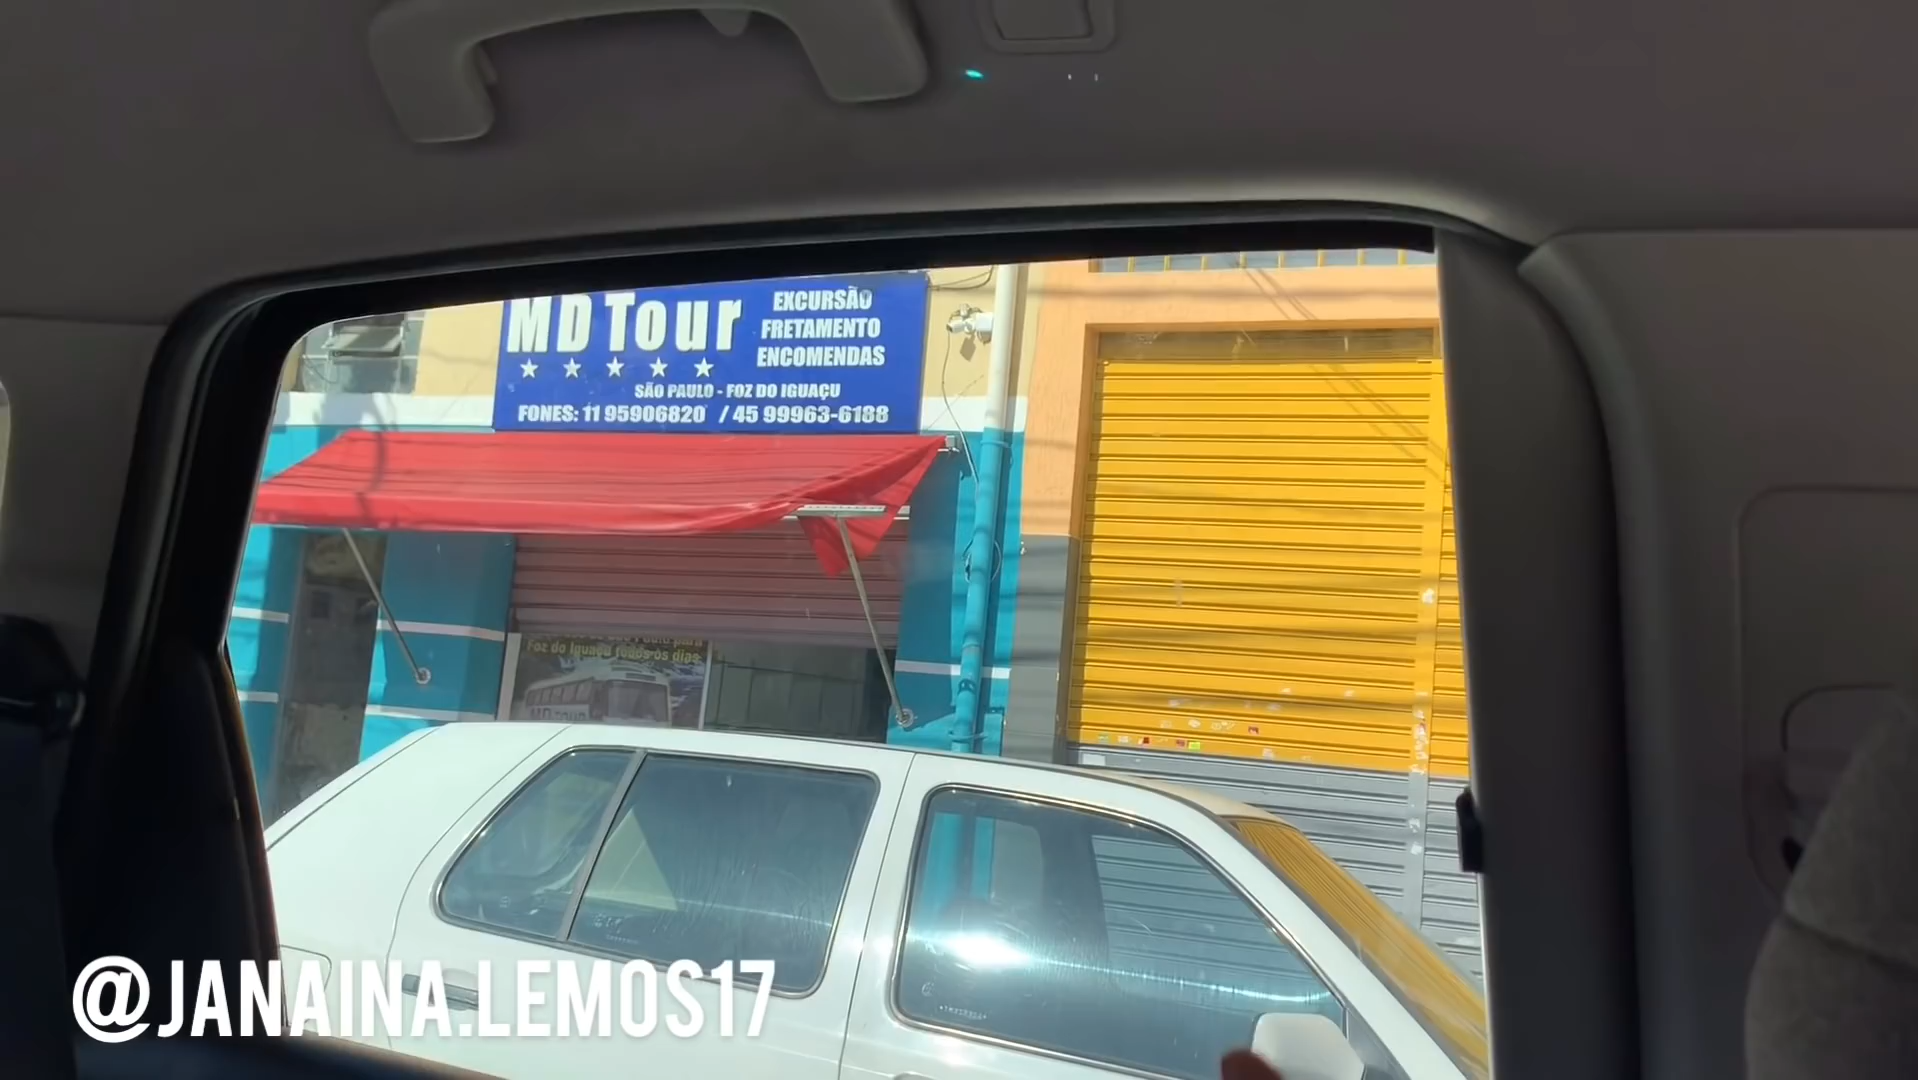 MD Tour
EXCURSÃO
FRETAMENTO
ENCOMENDAS
SÃO PAULO - FOZ DO IGUAÇU
FONES: 11 95906820 / 45 99963-6188
Foz do Iguaçu todos os dias
MD TOUR
@JANAINA.LEMOS17